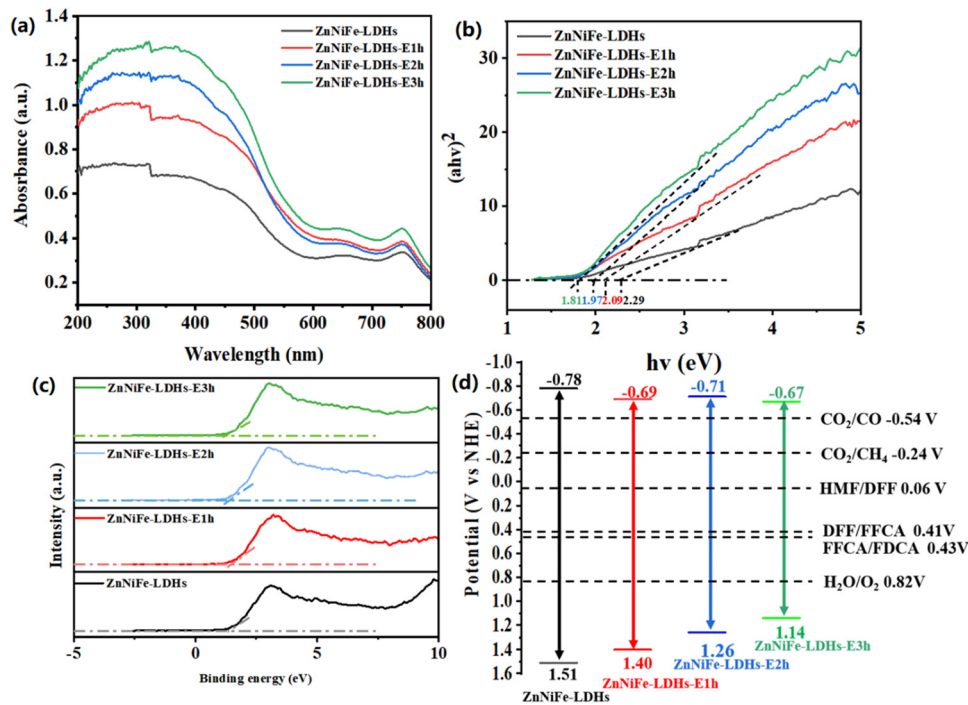 (a)
ZnNiFe-LDHs
ZnNiFe-LDHs-E1h
ZnNiFe-LDHs-E2h
ZnNiFe-LDHs-E3h
1.4
1.2
1.0
0.8
0.6
0.4
0.2
Absorbance (a.u.)
200 300 400 500 600 700 800
Wavelength (nm)
(b)
ZnNiFe-LDHs
ZnNiFe-LDHs-E1h
ZnNiFe-LDHs-E2h
ZnNiFe-LDHs-E3h
30
20
10
0
(ahv)²
1.81 1.97 2.09 2.29
1 2 3 4 5
hv (eV)
(c)
ZnNiFe-LDHs-E3h
ZnNiFe-LDHs-E2h
ZnNiFe-LDHs-E1h
ZnNiFe-LDHs
Intensity (a.u.)
-5 0 5 10
Binding energy (eV)
(d)
-1.0
-0.8
-0.6
-0.4
-0.2
0.0
0.2
0.4
0.6
0.8
1.0
1.2
1.4
1.6
Potential (V vs NHE)
-0.78
-0.69
-0.71
-0.67
CO₂/CO -0.54 V
CO₂/CH₄ -0.24 V
HMF/DFF 0.06 V
DFF/FFCA 0.41V
FFCA/FDCA 0.43V
H₂O/O₂ 0.82V
1.14
ZnNiFe-LDHs-E3h
1.26
ZnNiFe-LDHs-E2h
1.40
ZnNiFe-LDHs-E1h
1.51
ZnNiFe-LDHs